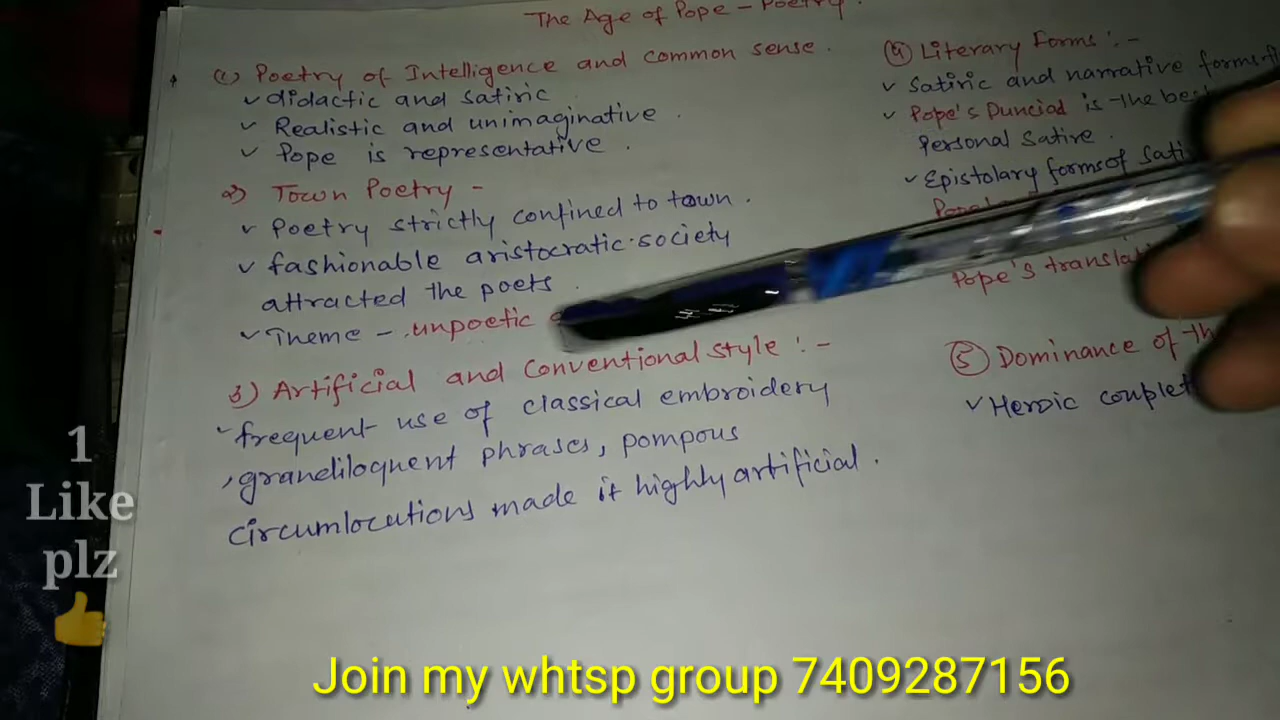 The Age of Pope - Poetry.
(1) Poetry of Intelligence and common sense.
✓ didactic and satiric
✓ Realistic and unimaginative.
✓ Pope is representative.
2) Town Poetry -
✓ Poetry strictly confined to town.
✓ fashionable aristocratic society
attracted the poets.
✓ Theme - unpoetic
3) Artificial and Conventional style :-
frequent use of classical embroidery
, grandiloquent phrases, pompous
circumlocutions made it highly artificial.
(4) Literary Forms :-
✓ Satiric and narrative forms
✓ Pope's Dunciad is the
Personal Satire.
✓ Epistolary forms of
Pope's
(5) Dominance of
✓ Heroic couplet
1
Like
plz
👍
Join my whtsp group 7409287156